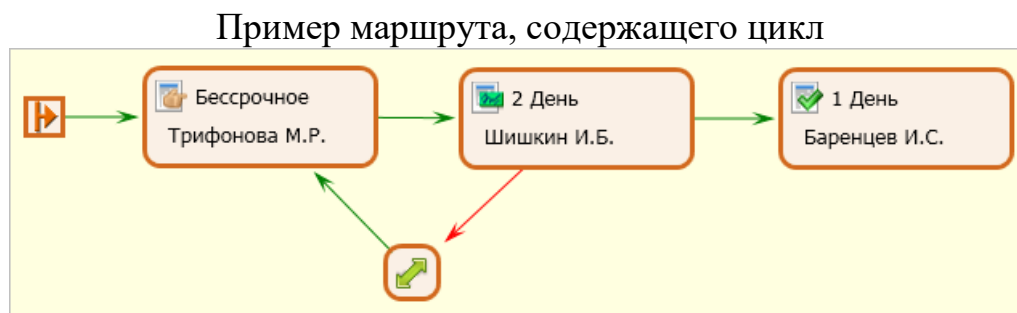 Пример маршрута, содержащего цикл
Бессрочное
Трифонова М.Р.
2 День
Шишкин И.Б.
1 День
Баренцев И.С.